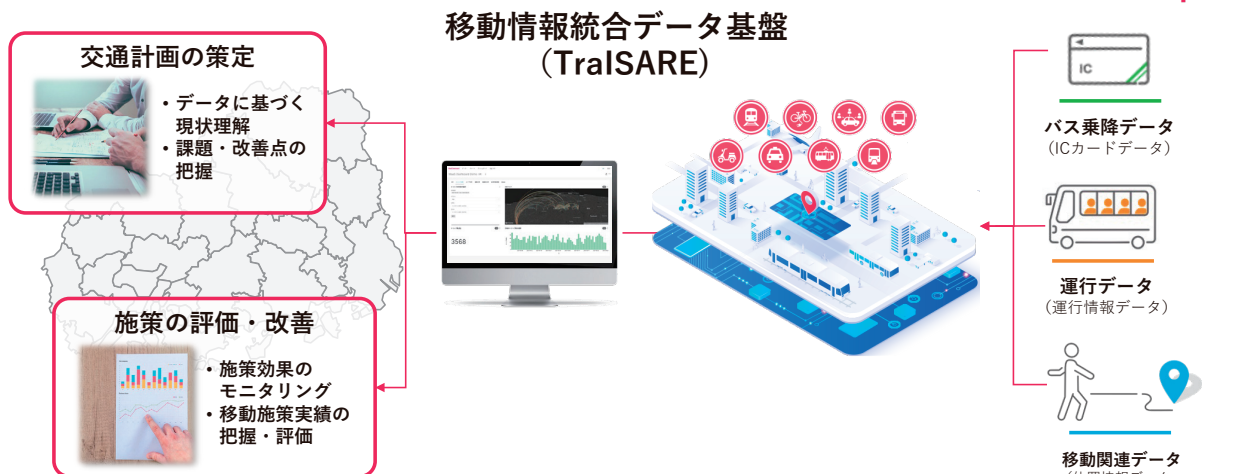 移動情報統合データ基盤
（TraISARE）
交通計画の策定
・データに基づく
現状理解
・課題・改善点の
把握
施策の評価・改善
・施策効果の
モニタリング
・移動施策実績の
把握・評価
3568
IC
バス乗降データ
（ICカードデータ）
運行データ
（運行情報データ）
移動関連データ